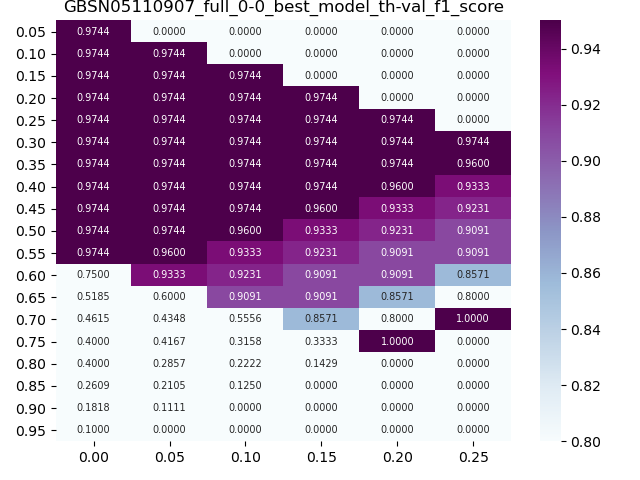 GBSN05110907_full_0-0_best_model_th-val_f1_score
0.05 0.9744 0.0000 0.0000 0.0000 0.0000 0.0000
0.10 0.9744 0.9744 0.0000 0.0000 0.0000 0.0000
0.15 0.9744 0.9744 0.9744 0.0000 0.0000 0.0000
0.20 0.9744 0.9744 0.9744 0.9744 0.0000 0.0000
0.25 0.9744 0.9744 0.9744 0.9744 0.9744 0.0000
0.30 0.9744 0.9744 0.9744 0.9744 0.9744 0.9744
0.35 0.9744 0.9744 0.9744 0.9744 0.9744 0.9600
0.40 0.9744 0.9744 0.9744 0.9744 0.9600 0.9333
0.45 0.9744 0.9744 0.9744 0.9600 0.9333 0.9231
0.50 0.9744 0.9744 0.9600 0.9333 0.9231 0.9091
0.55 0.9744 0.9600 0.9333 0.9231 0.9091 0.9091
0.60 0.7500 0.9333 0.9231 0.9091 0.9091 0.8571
0.65 0.5185 0.6000 0.9091 0.9091 0.8571 0.8000
0.70 0.4615 0.4348 0.5556 0.8571 0.8000 1.0000
0.75 0.4000 0.4167 0.3158 0.3333 1.0000 0.0000
0.80 0.4000 0.2857 0.2222 0.1429 0.0000 0.0000
0.85 0.2609 0.2105 0.1250 0.0000 0.0000 0.0000
0.90 0.1818 0.1111 0.0000 0.0000 0.0000 0.0000
0.95 0.1000 0.0000 0.0000 0.0000 0.0000 0.0000
0.00 0.05 0.10 0.15 0.20 0.25
0.94
0.92
0.90
0.88
0.86
0.84
0.82
0.80